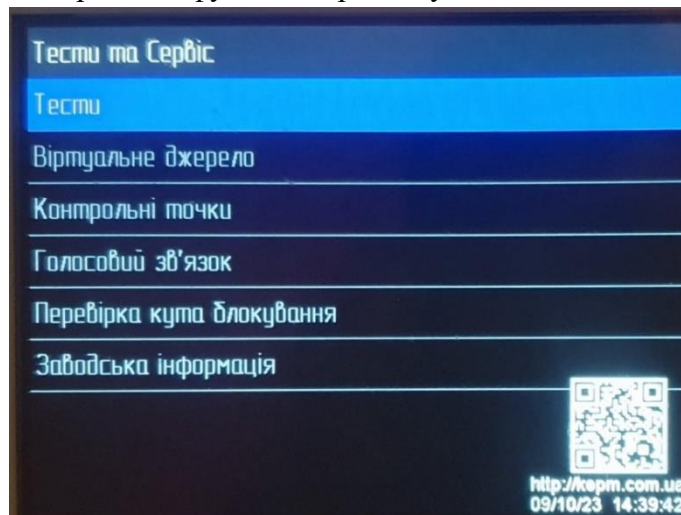 Тести та Сервіс
Тести
Віртуальне джерело
Контрольні точки
Голосовий зв'язок
Перевірка кута блокування
Заводська інформація
http://kepm.com.ua
09/10/23 14:39:42